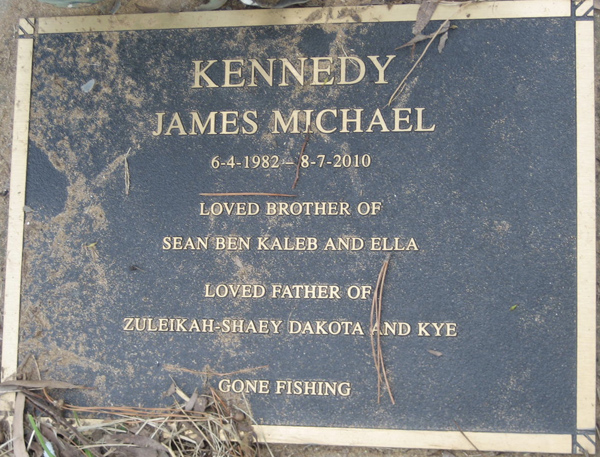 KENNEDY
JAMES MICHAEL
6-4-1982 – 8-7-2010
LOVED BROTHER OF
SEAN BEN KALEB AND ELLA
LOVED FATHER OF
ZULEIKAH-SHAEY DAKOTA AND KYE
GONE FISHING